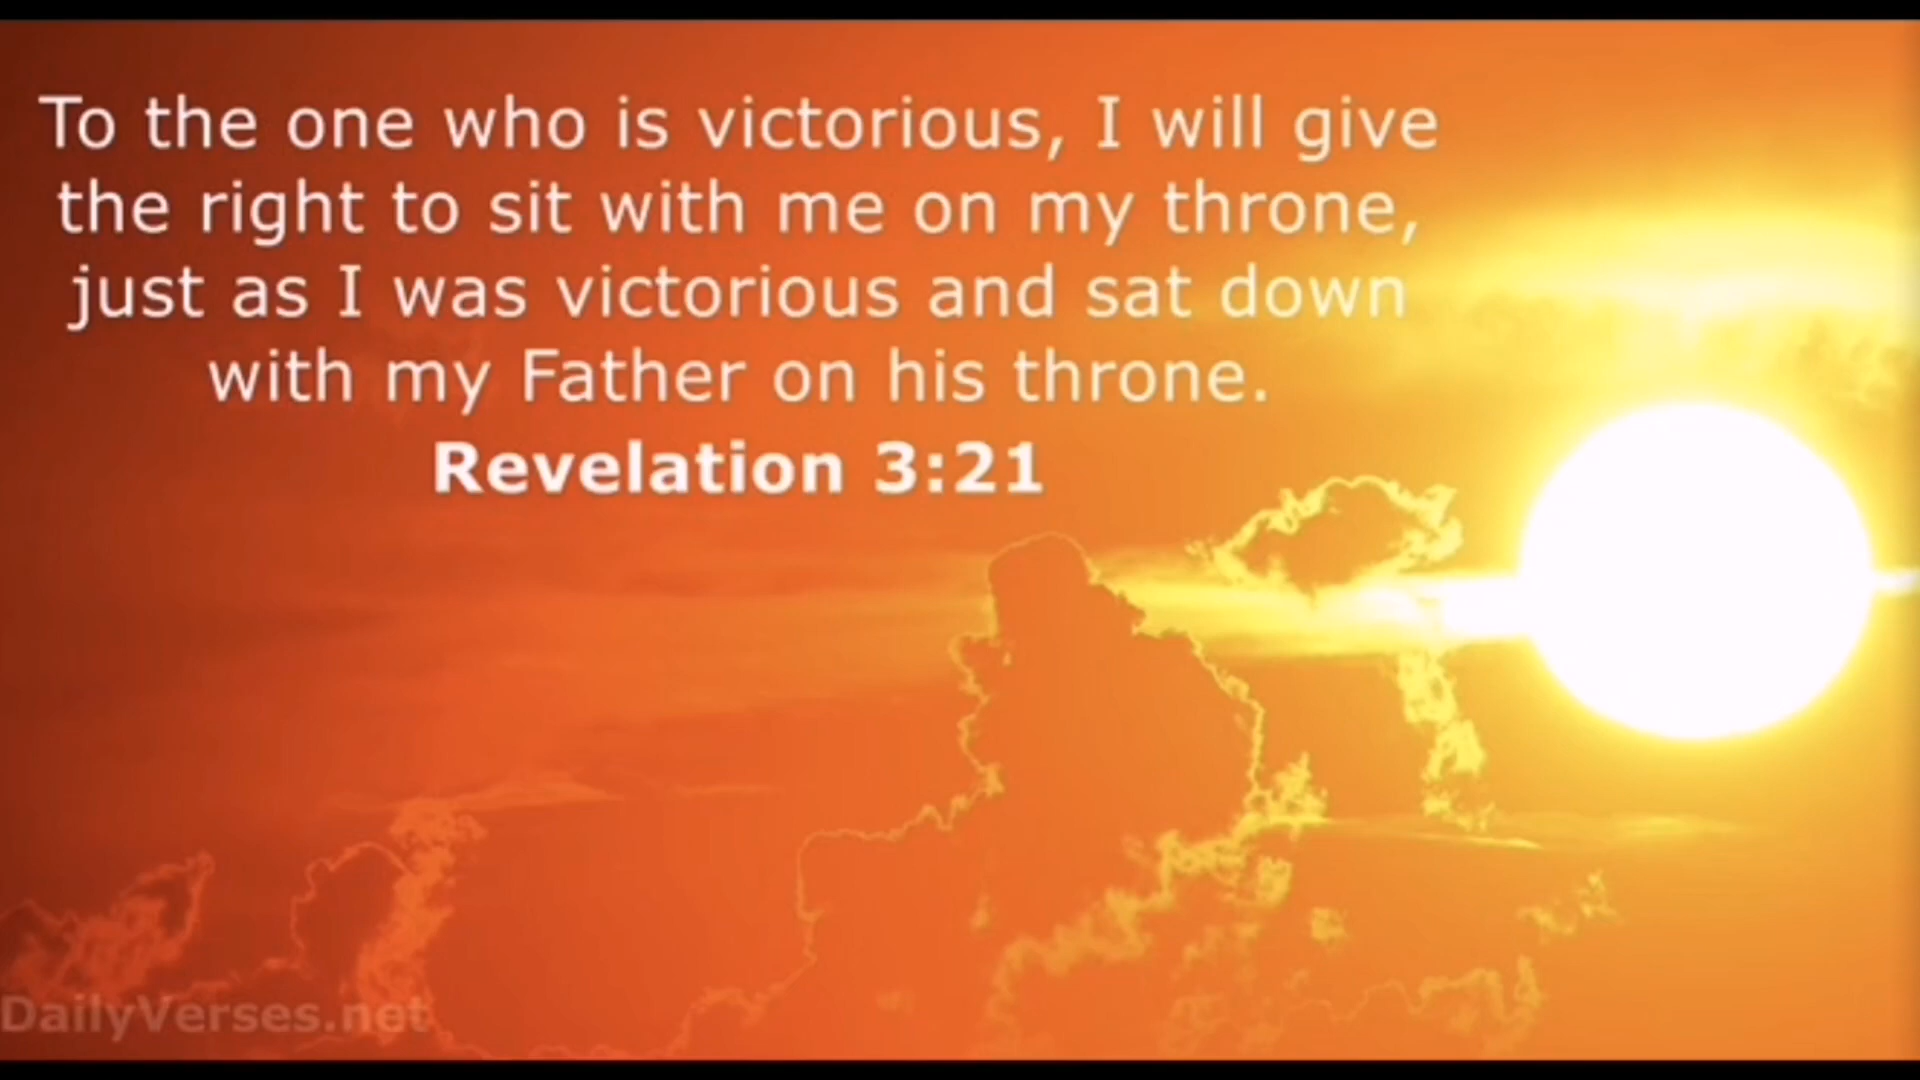 To the one who is victorious, I will give
the right to sit with me on my throne,
just as I was victorious and sat down
with my Father on his throne.
Revelation 3:21
DailyVerses.net